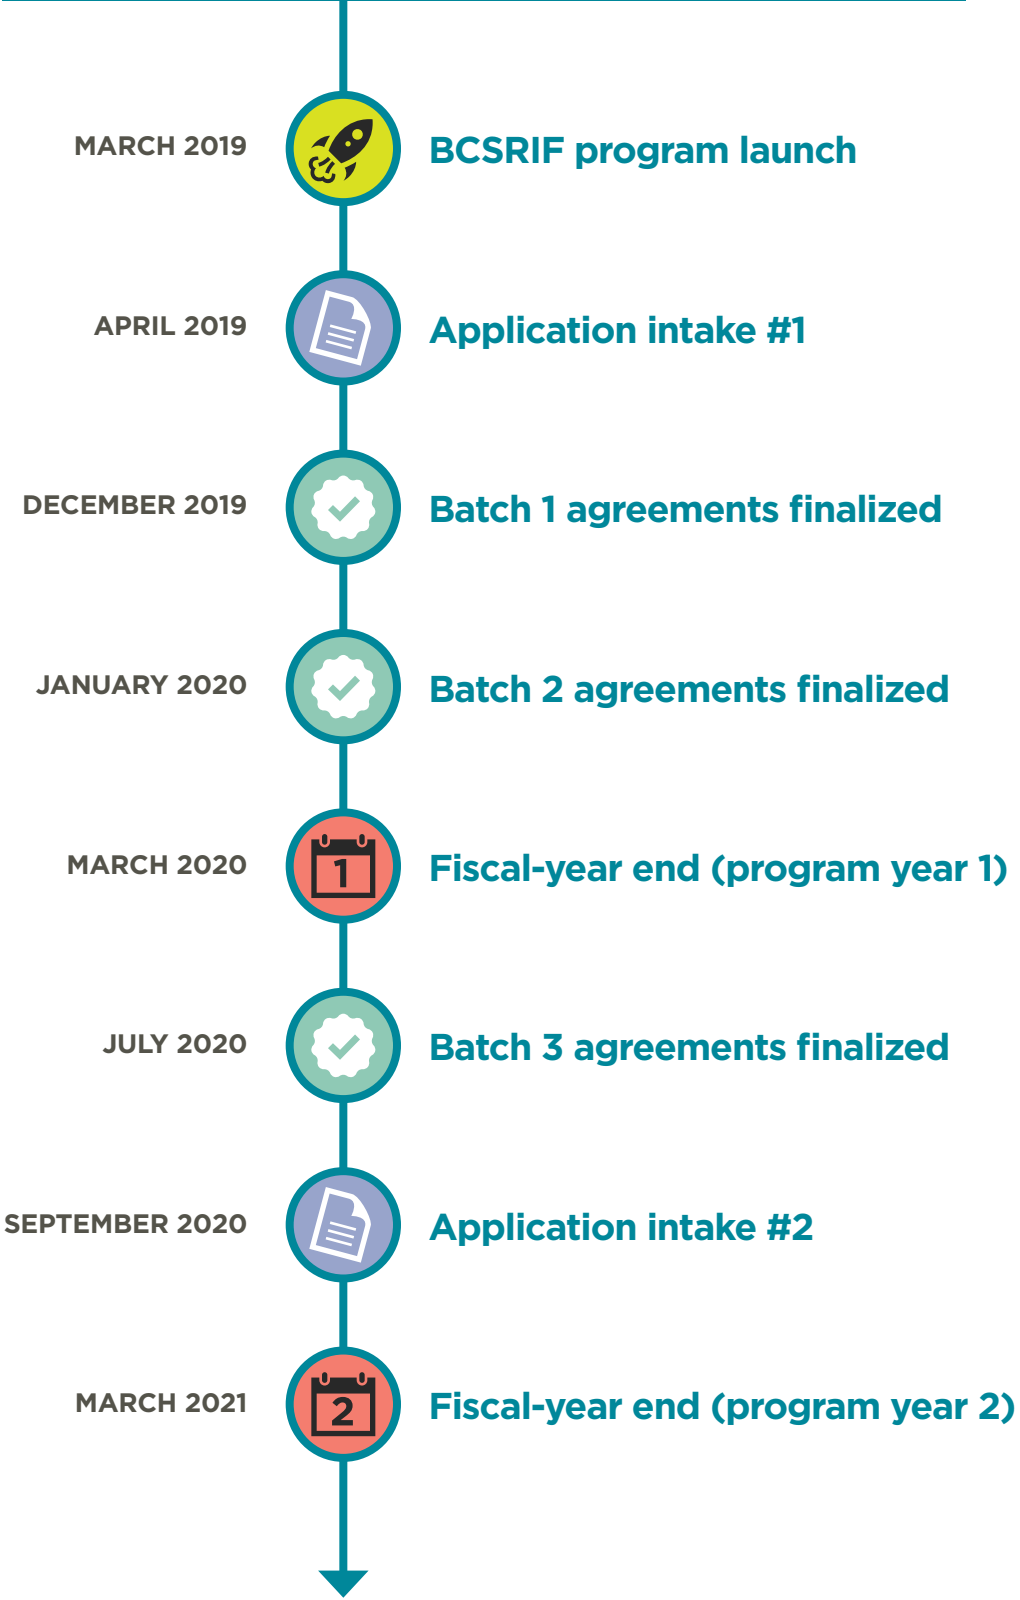 MARCH 2019
BCSRIF program launch
APRIL 2019
Application intake #1
DECEMBER 2019
Batch 1 agreements finalized
JANUARY 2020
Batch 2 agreements finalized
MARCH 2020
1
Fiscal-year end (program year 1)
JULY 2020
Batch 3 agreements finalized
SEPTEMBER 2020
Application intake #2
MARCH 2021
2
Fiscal-year end (program year 2)